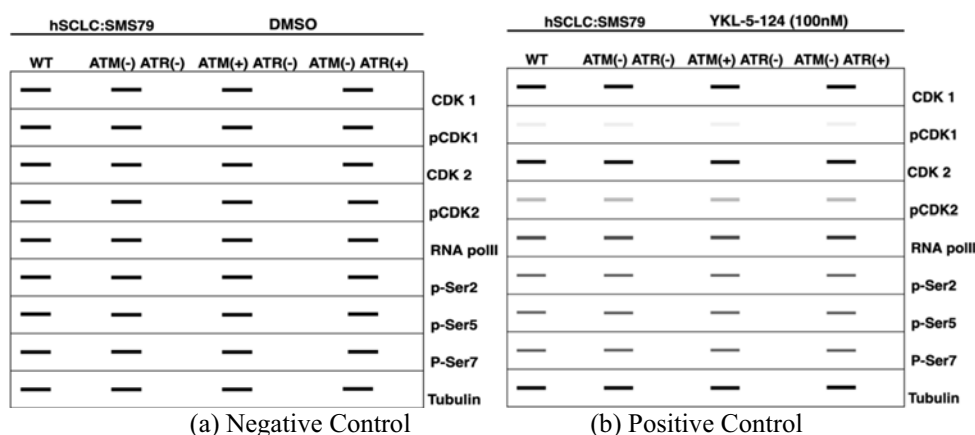 hSCLC:SMS79 DMSO
WT ATM(-) ATR(-) ATM(+) ATR(-) ATM(-) ATR(+)
CDK 1
pCDK1
CDK 2
pCDK2
RNA polII
p-Ser2
p-Ser5
P-Ser7
Tubulin
(a) Negative Control
hSCLC:SMS79 YKL-5-124 (100nM)
WT ATM(-) ATR(-) ATM(+) ATR(-) ATM(-) ATR(+)
CDK 1
pCDK1
CDK 2
pCDK2
RNA polII
p-Ser2
p-Ser5
P-Ser7
Tubulin
(b) Positive Control